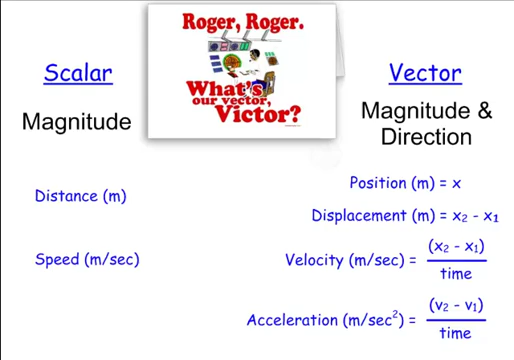 Roger, Roger.
What's
our vector,
Victor?
Scalar
Magnitude
Distance (m)
Speed (m/sec)
Vector
Magnitude &
Direction
Position (m) = x
Displacement (m) = x₂ - x₁
Velocity (m/sec) = (x₂ - x₁)
time
Acceleration (m/sec²) = (v₂ - v₁)
time